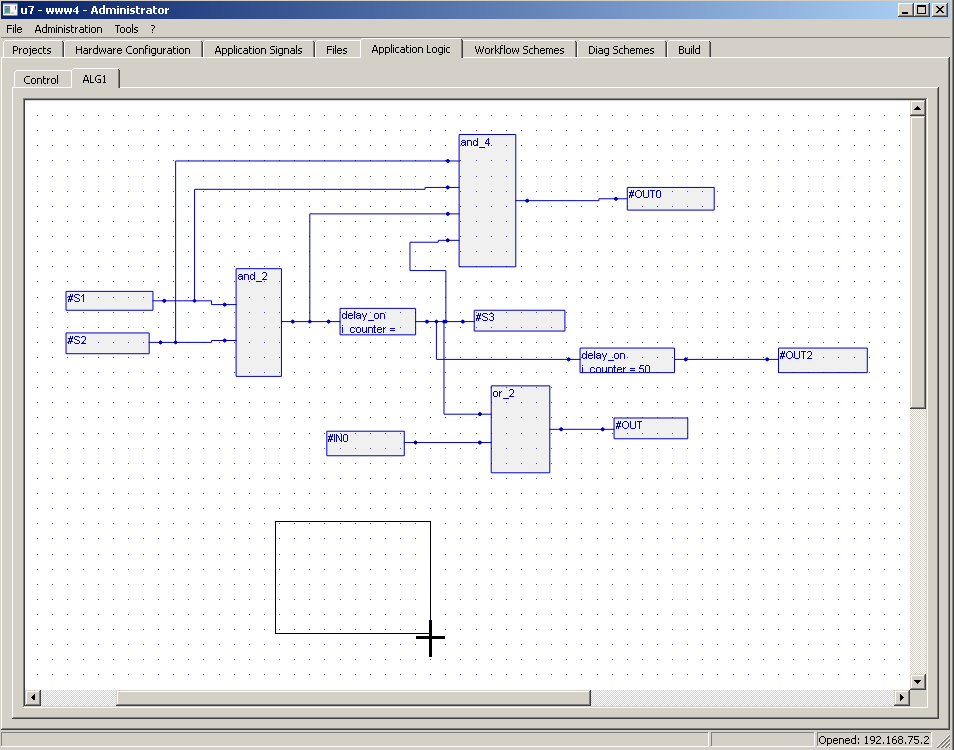 u7 - www4 - Administrator
File Administration Tools ?
Projects Hardware Configuration Application Signals Files Application Logic Workflow Schemes Diag Schemes Build
Control ALG1
and_4
#OUT0
and_2
#S1
delay_on
i_counter =
#S3
#S2
delay_on
i_counter = 50
#OUT2
or_2
#OUT
#IN0
Opened: 192.168.75.2